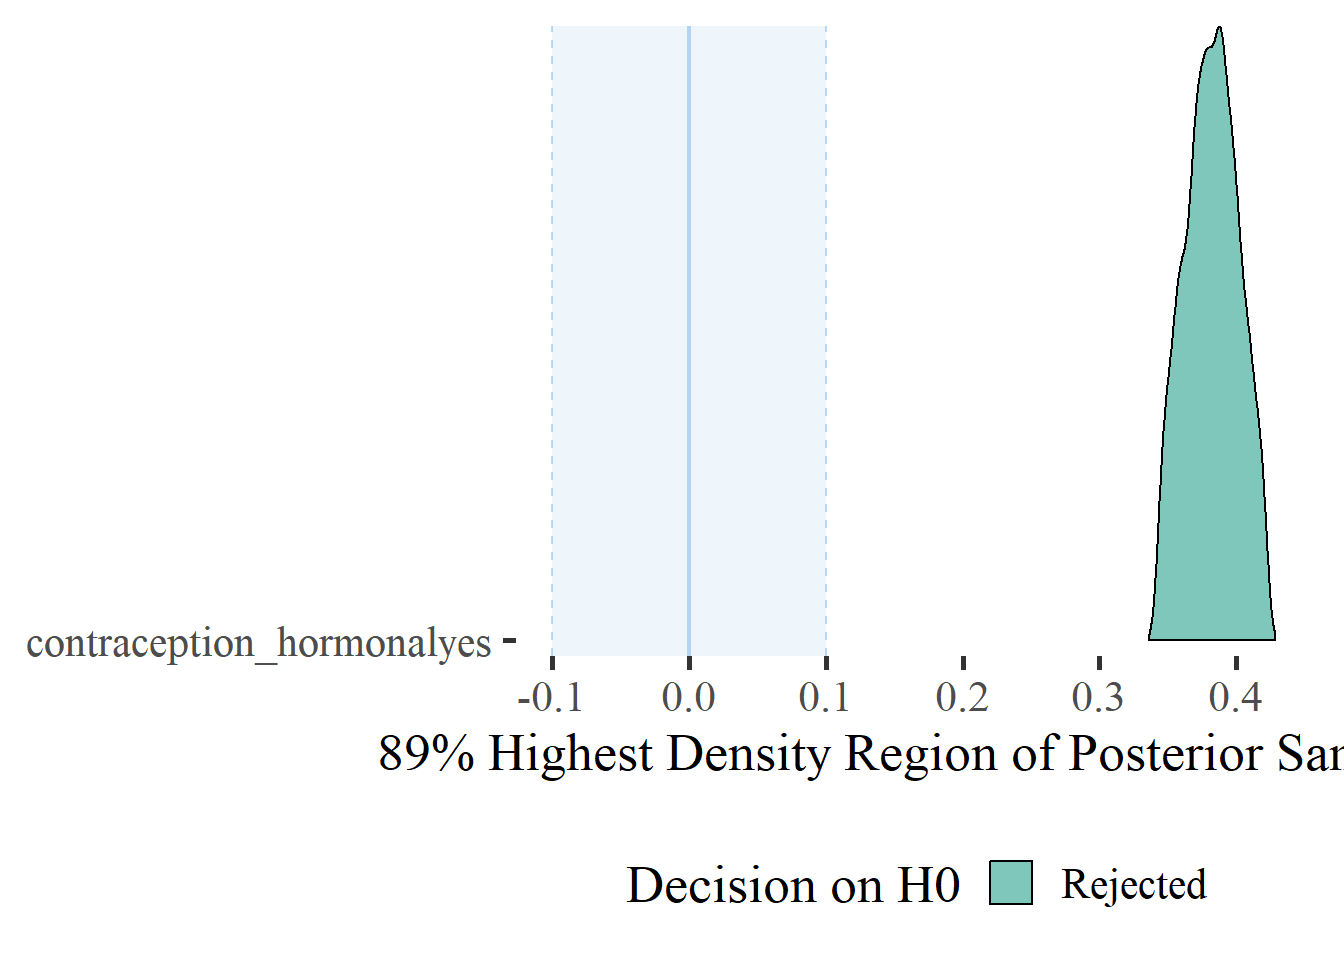 contraception_hormonalyes
-0.1 0.0 0.1 0.2 0.3 0.4
89% Highest Density Region of Posterior
Decision on H0 Rejected